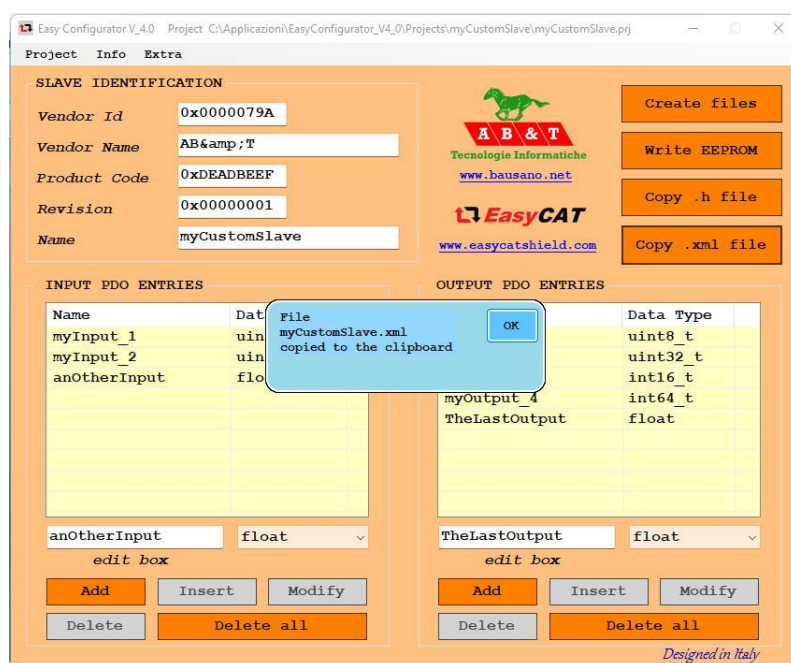 Easy Configurator V_4.0 Project C:\Applicazioni\EasyConfigurator_V4_0\Projects\myCustomSlave\myCustomSlave.prj
Project Info Extra
SLAVE IDENTIFICATION
Vendor Id 0x0000079A
Vendor Name AB&amp;T
Product Code 0xDEADBEEF
Revision 0x00000001
Name myCustomSlave
A B & T
Tecnologie Informatiche
www.bausano.net
EasyCAT
www.easycatshield.com
Create files
Write EEPROM
Copy .h file
Copy .xml file
INPUT PDO ENTRIES
Name Dat
myInput_1 uin
myInput_2 uin
anOtherInput flo
anOtherInput float
edit box
Add Insert Modify
Delete Delete all
File
myCustomSlave.xml
copied to the clipboard
OK
OUTPUT PDO ENTRIES
Data Type
uint8_t
uint32_t
int16_t
myOutput_4 int64_t
TheLastOutput float
TheLastOutput float
edit box
Add Insert Modify
Delete Delete all
Designed in Italy